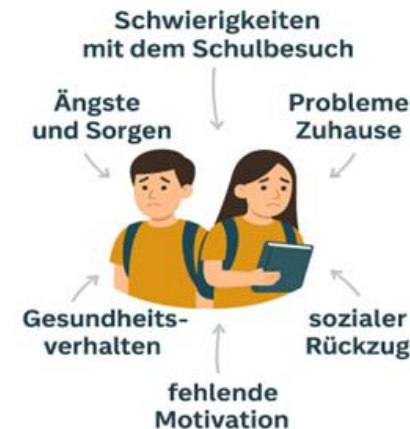 Schwierigkeiten
mit dem Schulbesuch
Ängste
und Sorgen
Probleme
Zuhause
Gesundheits-
verhalten
sozialer
Rückzug
fehlende
Motivation